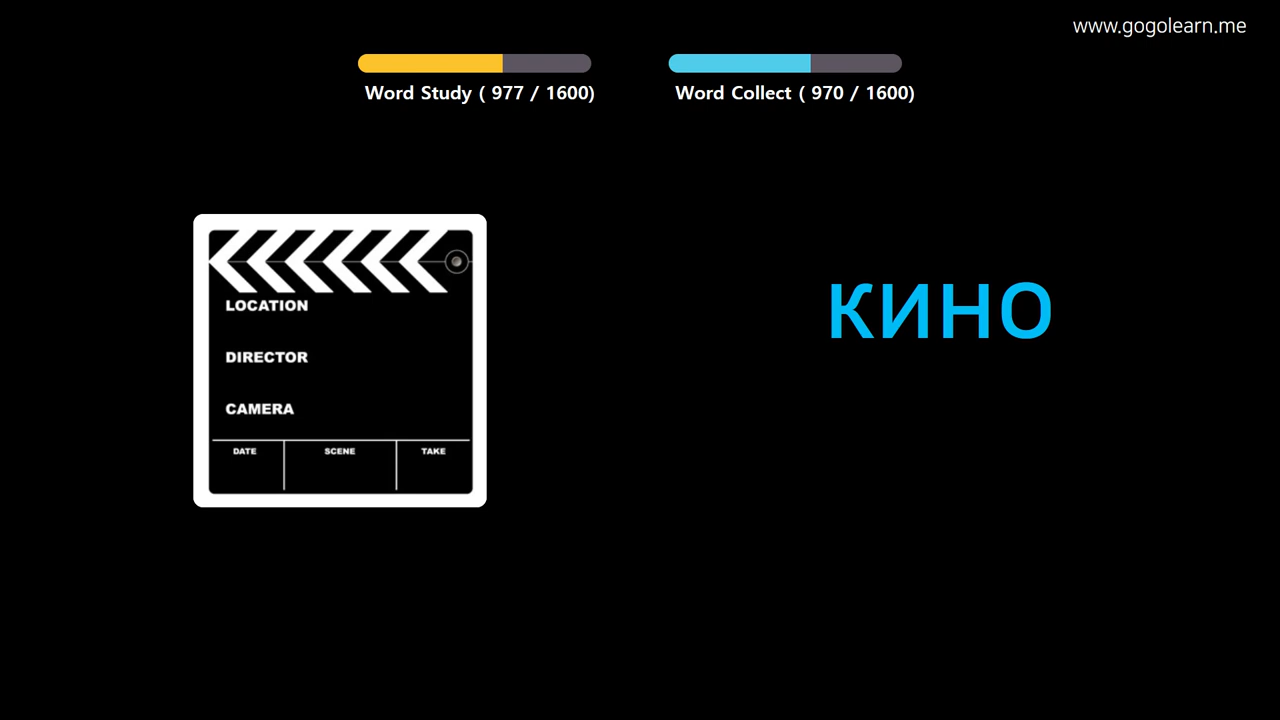 www.gogolearn.me
Word Study ( 977 / 1600)
Word Collect ( 970 / 1600)
LOCATION
DIRECTOR
CAMERA
DATE
SCENE
TAKE
кино